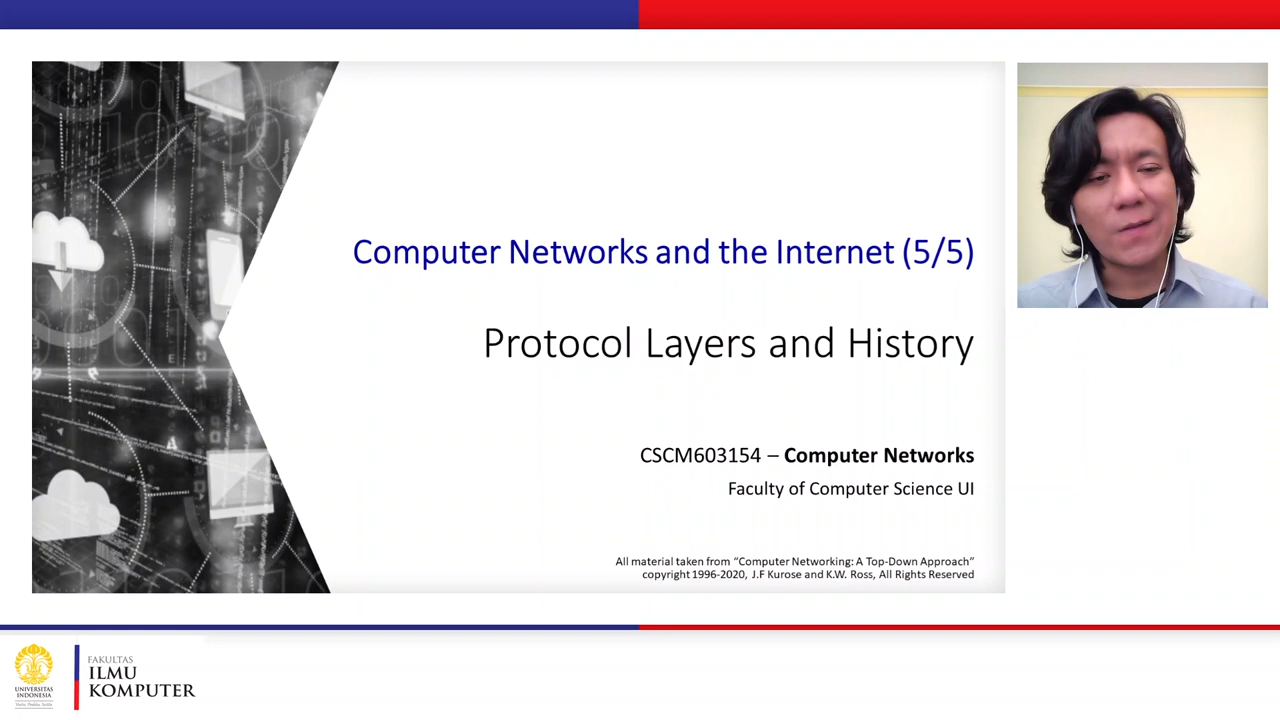 Computer Networks and the Internet (5/5)
Protocol Layers and History
CSCM603154 – Computer Networks
Faculty of Computer Science UI
All material taken from “Computer Networking: A Top-Down Approach”
copyright 1996-2020, J.F Kurose and K.W. Ross, All Rights Reserved
UNIVERSITAS
INDONESIA
FAKULTAS
ILMU
KOMPUTER